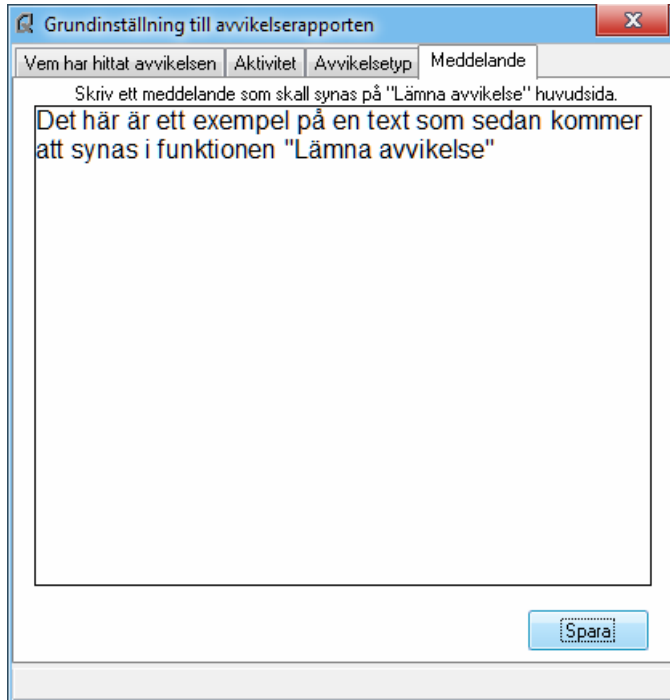 Grundinställning till avvikelserapporten
Vem har hittat avvikelsen Aktivitet Avvikelsetyp Meddelande
Skriv ett meddelande som skall synas på "Lämna avvikelse" huvudsida.
Det här är ett exempel på en text som sedan kommer
att synas i funktionen "Lämna avvikelse"
Spara